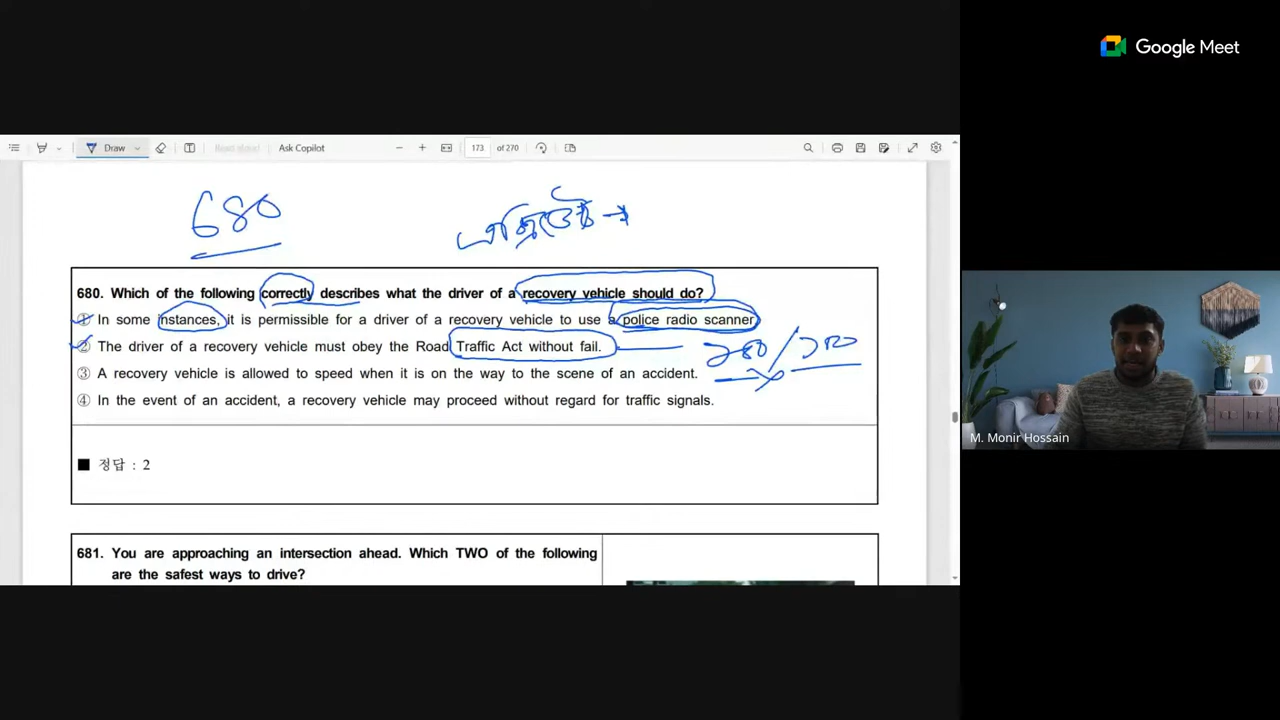 Google Meet
Draw
Read aloud
Ask Copilot
173 of 270
680
680. Which of the following correctly describes what the driver of a recovery vehicle should do?
① In some instances, it is permissible for a driver of a recovery vehicle to use a police radio scanner
② The driver of a recovery vehicle must obey the Road Traffic Act without fail.
③ A recovery vehicle is allowed to speed when it is on the way to the scene of an accident.
④ In the event of an accident, a recovery vehicle may proceed without regard for traffic signals.
■ 정답 : 2
M. Monir Hossain
681. You are approaching an intersection ahead. Which TWO of the following
are the safest ways to drive?